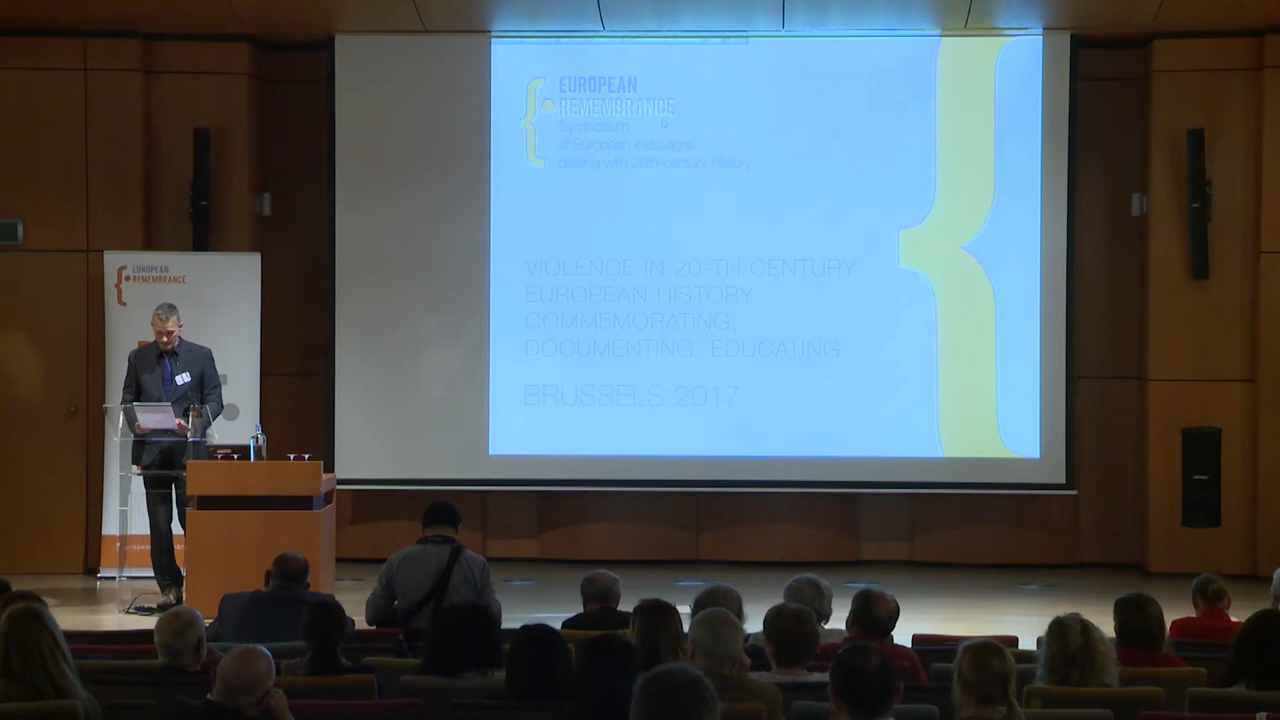 EUROPEAN
REMEMBRANCE
Symposium &
of European Institutions
dealing with 20th-century History
VIOLENCE IN 20-TH CENTURY
EUROPEAN HISTORY:
COMMEMORATING,
DOCUMENTING, EDUCATING
BRUSSELS 2017
EUROPEAN
REMEMBRANCE